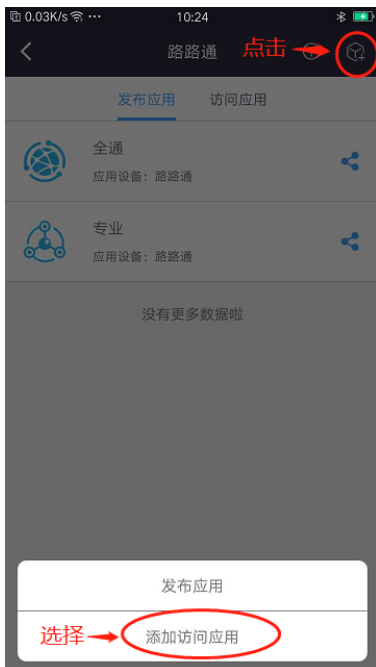 0.03K/s ··· 10:24
路路通 点击
发布应用 访问应用
全通
应用设备：路路通
专业
应用设备：路路通
没有更多数据啦
发布应用
选择 添加访问应用